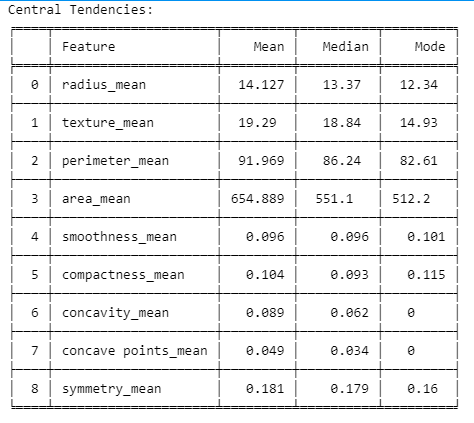 Central Tendencies:
Feature Mean Median Mode
0 radius_mean 14.127 13.37 12.34
1 texture_mean 19.29 18.84 14.93
2 perimeter_mean 91.969 86.24 82.61
3 area_mean 654.889 551.1 512.2
4 smoothness_mean 0.096 0.096 0.101
5 compactness_mean 0.104 0.093 0.115
6 concavity_mean 0.089 0.062 0
7 concave points_mean 0.049 0.034 0
8 symmetry_mean 0.181 0.179 0.16